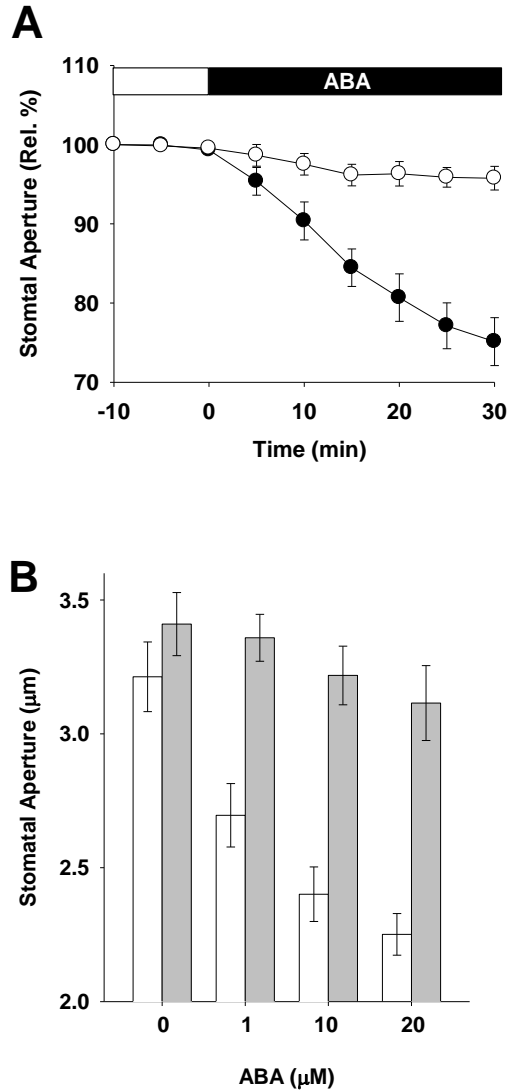 A
ABA
110
100
90
80
70
Stomtal Aperture (Rel. %)
-10 0 10 20 30
Time (min)
B
3.5
3.0
2.5
2.0
Stomatal Aperture (μm)
0 1 10 20
ABA (μM)